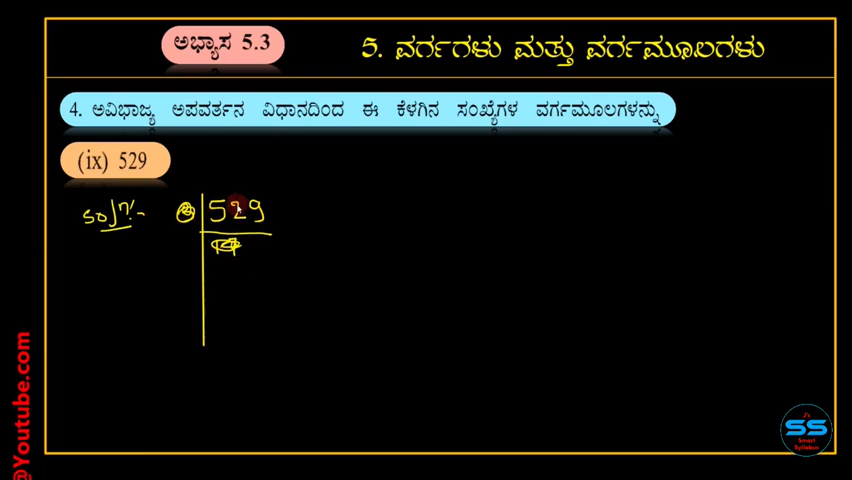 ಅಭ್ಯಾಸ 5.3
5. ವರ್ಗಗಳು ಮತ್ತು ವರ್ಗಮೂಲಗಳು
4. ಅವಿಭಾಜ್ಯ ಅಪವರ್ತನ ವಿಧಾನದಿಂದ ಈ ಕೆಳಗಿನ ಸಂಖ್ಯೆಗಳ ವರ್ಗಮೂಲಗಳನ್ನು
(ix) 529
Soln:-
529
@Youtube.com
J's
SS
Smart
Syllabus